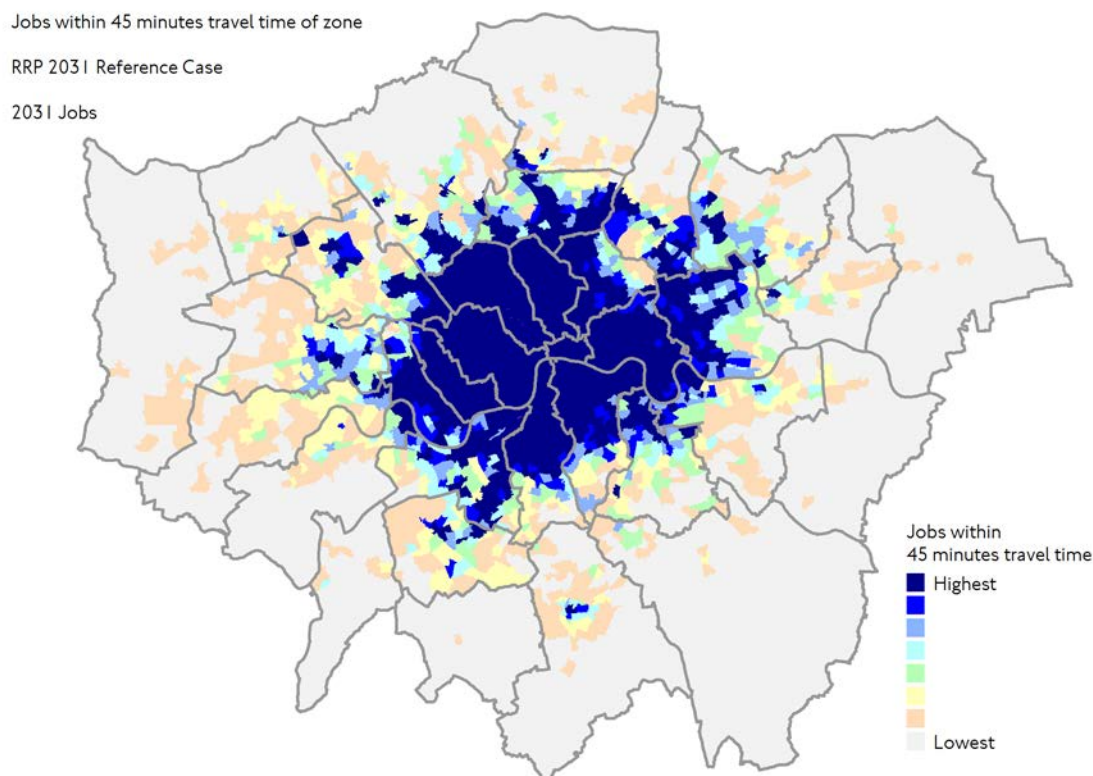 Jobs within 45 minutes travel time of zone
RRP 2031 Reference Case
2031 Jobs
Jobs within
45 minutes travel time
Highest
Lowest